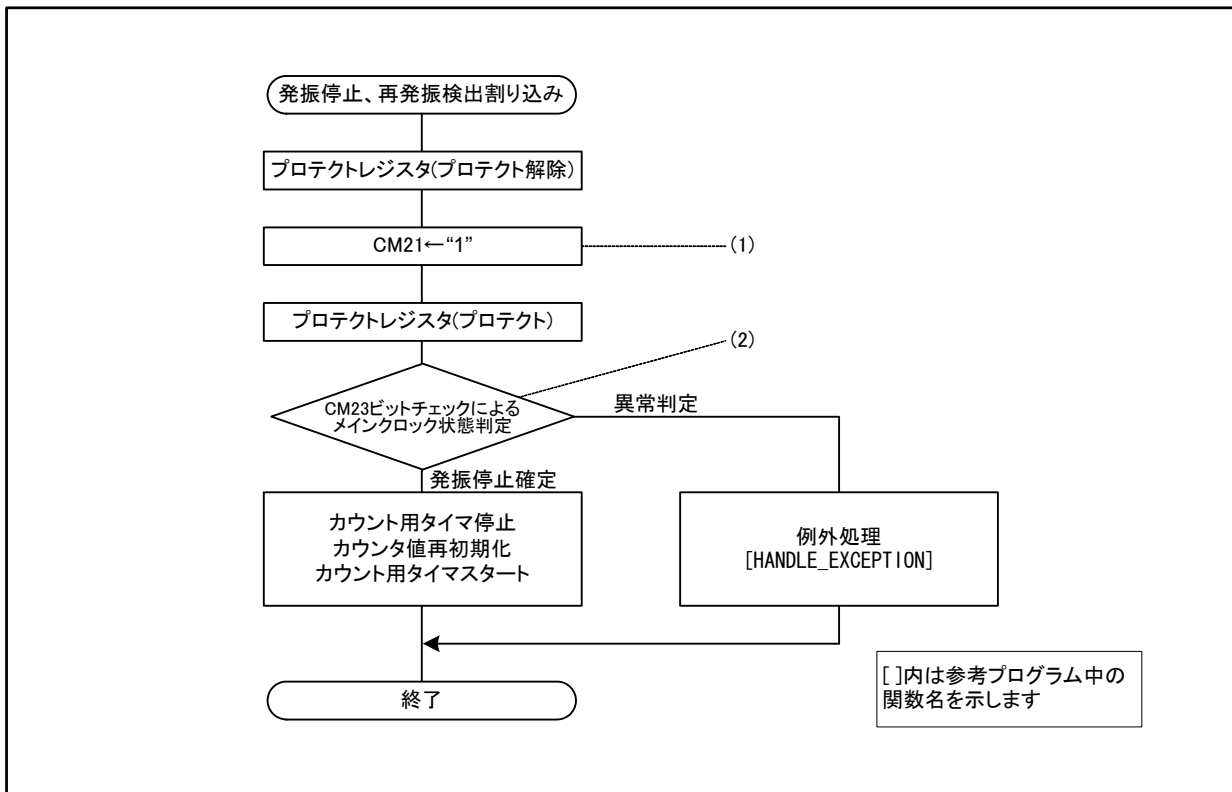 発振停止、再発振検出割り込み
プロテクトレジスタ(プロテクト解除)
CM21←“1”
(1)
プロテクトレジスタ(プロテクト)
(2)
CM23ビットチェックによる
メインクロック状態判定
異常判定
発振停止確定
カウント用タイマ停止
カウンタ値再初期化
カウント用タイマスタート
例外処理
[HANDLE_EXCEPTION]
[ ]内は参考プログラム中の
関数名を示します
終了